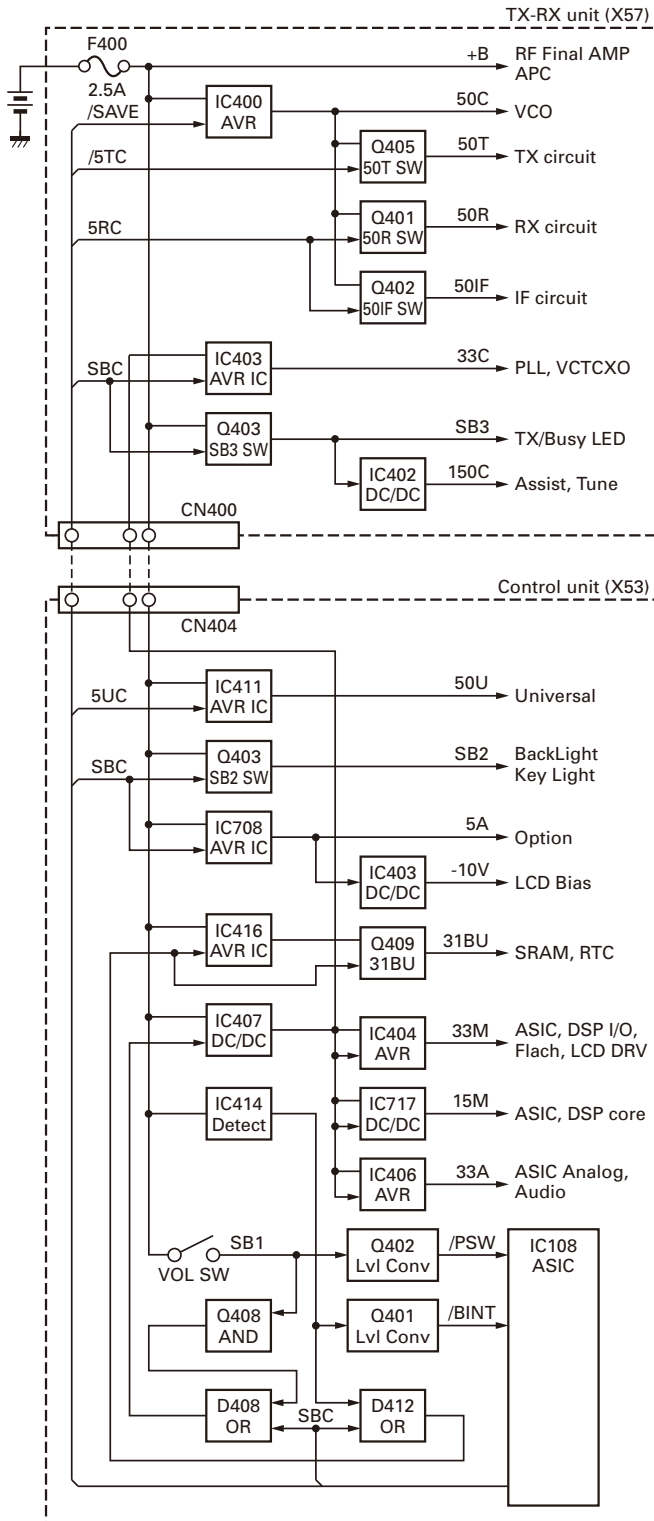 TX-RX unit (X57)
F400
2.5A
+B
RF Final AMP
APC
IC400
AVR
/SAVE
50C
VCO
/5TC
Q405
50T SW
50T
TX circuit
5RC
Q401
50R SW
50R
RX circuit
Q402
50IF SW
50IF
IF circuit
SBC
IC403
AVR IC
33C
PLL, VCTCXO
Q403
SB3 SW
SB3
TX/Busy LED
IC402
DC/DC
150C
Assist, Tune
CN400
Control unit (X53)
CN404
5UC
IC411
AVR IC
50U
Universal
SBC
Q403
SB2 SW
SB2
BackLight
Key Light
IC708
AVR IC
5A
Option
IC403
DC/DC
-10V
LCD Bias
IC416
AVR IC
Q409
31BU
31BU
SRAM, RTC
IC407
DC/DC
IC404
AVR
33M
ASIC, DSP I/O,
Flach, LCD DRV
IC414
Detect
IC717
DC/DC
15M
ASIC, DSP core
IC406
AVR
33A
ASIC Analog,
Audio
VOL SW
SB1
Q402
Lvl Conv
/PSW
IC108
ASIC
Q408
AND
Q401
Lvl Conv
/BINT
D408
OR
SBC
D412
OR